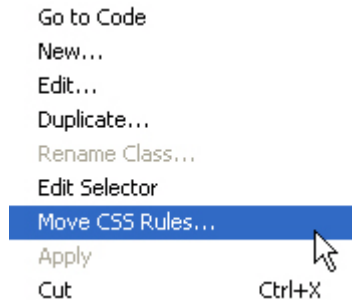 Go to Code
New...
Edit...
Duplicate...
Rename Class...
Edit Selector
Move CSS Rules...
Apply
Cut Ctrl+X